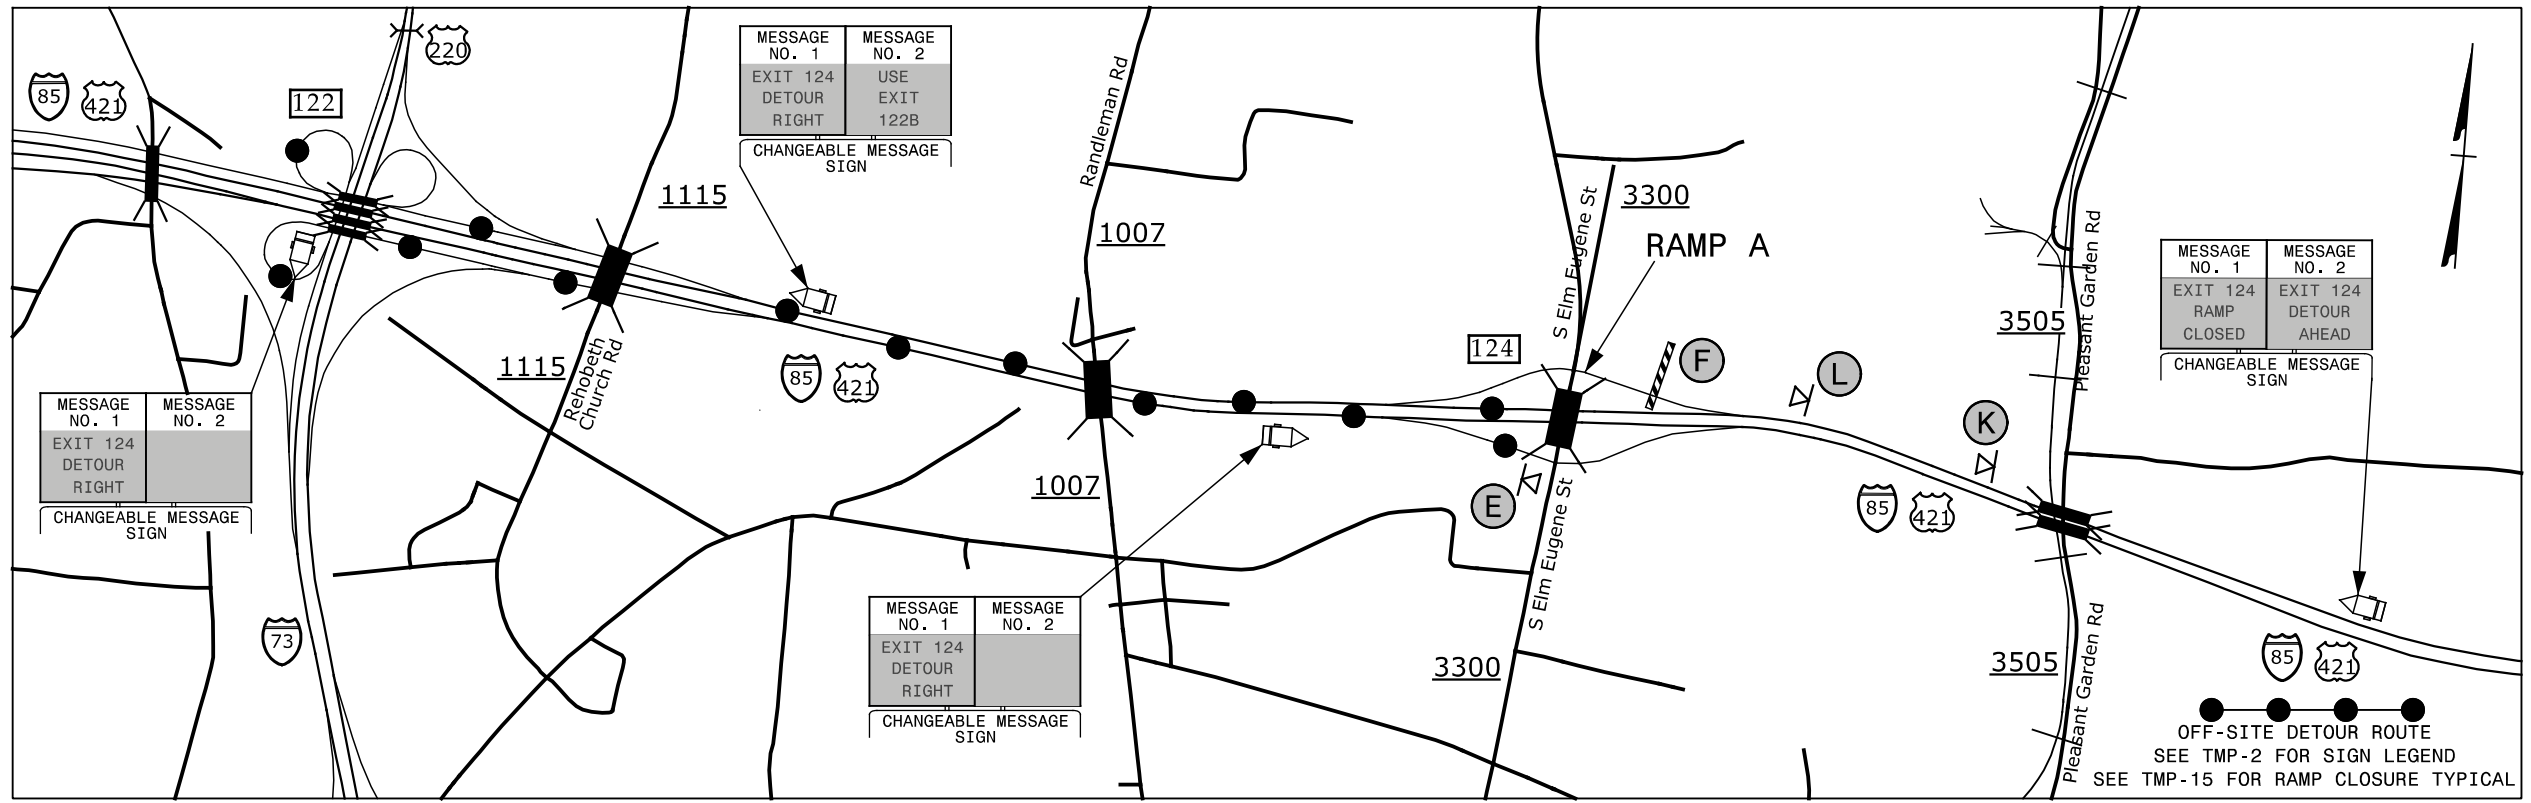 220
85
421
122
MESSAGE NO. 1
MESSAGE NO. 2
EXIT 124
DETOUR
RIGHT
USE
EXIT
122B
CHANGEABLE MESSAGE
SIGN
1115
Randleman Rd
1007
3300
S Elm Eugene St
RAMP A
Pleasant Garden Rd
3505
MESSAGE NO. 1
MESSAGE NO. 2
EXIT 124
RAMP
CLOSED
EXIT 124
DETOUR
AHEAD
CHANGEABLE MESSAGE
SIGN
1115
Rehobeth
Church Rd
85
421
124
F
L
K
E
MESSAGE NO. 1
MESSAGE NO. 2
EXIT 124
DETOUR
RIGHT
CHANGEABLE MESSAGE
SIGN
1007
S Elm Eugene St
85
421
73
MESSAGE NO. 1
MESSAGE NO. 2
EXIT 124
DETOUR
RIGHT
CHANGEABLE MESSAGE
SIGN
3300
3505
Pleasant Garden Rd
85
421
OFF-SITE DETOUR ROUTE
SEE TMP-2 FOR SIGN LEGEND
SEE TMP-15 FOR RAMP CLOSURE TYPICAL